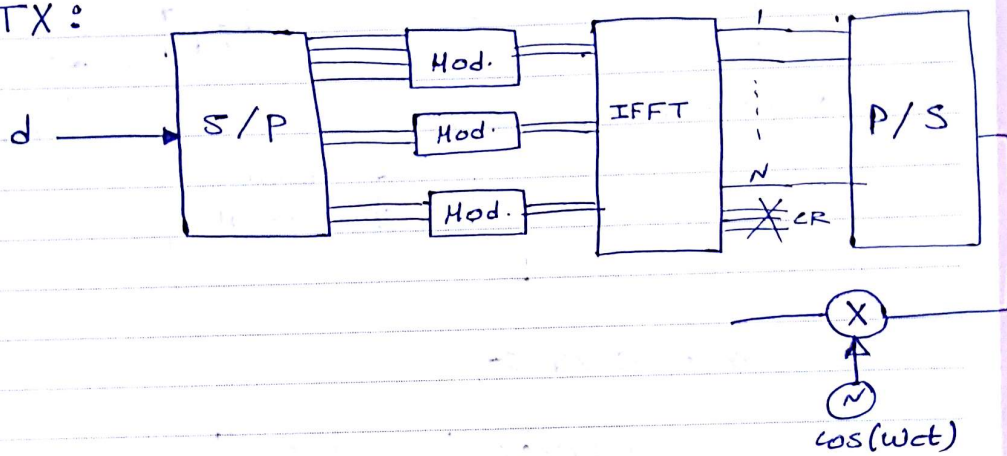 TX:
Mod.
d S/P Mod. IFFT P/S
Mod.
1
N
CR
X
N
cos(Wct)